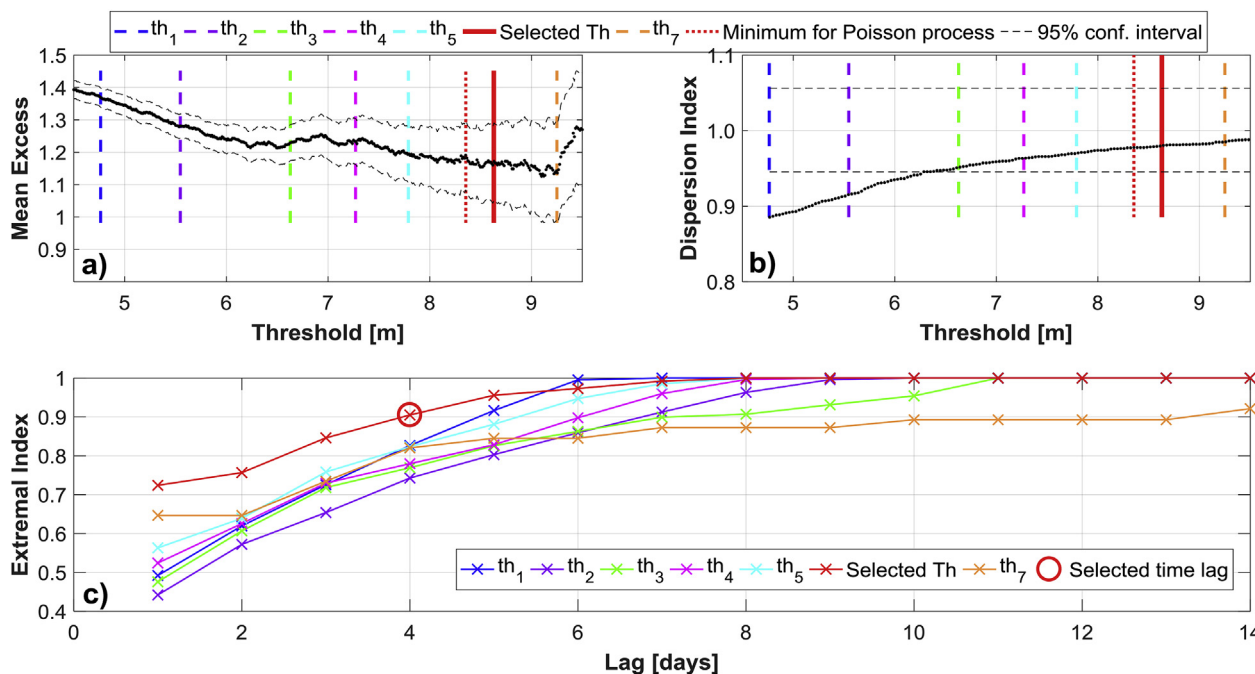 th1 th2 th3 th4 th5 Selected Th th7 Minimum for Poisson process 95% conf. interval
1.5
1.4
1.3
1.2
1.1
1
0.9
Mean Excess
a)
5 6 7 8 9
Threshold [m]
1.1
1.0
0.9
0.8
Dispersion Index
b)
5 6 7 8 9
Threshold [m]
1
0.9
0.8
0.7
0.6
0.5
0.4
Extremal Index
c)
th1 th2 th3 th4 th5 Selected Th th7 Selected time lag
0 2 4 6 8 10 12 14
Lag [days]